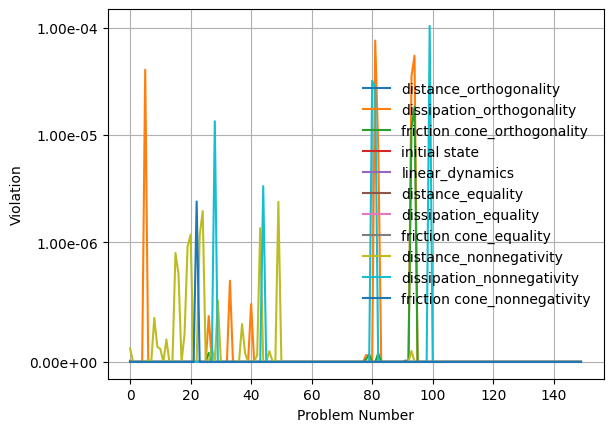 1.00e-04
1.00e-05
1.00e-06
0.00e+00
Violation
distance_orthogonality
dissipation_orthogonality
friction cone_orthogonality
initial state
linear_dynamics
distance_equality
dissipation_equality
friction cone_equality
distance_nonnegativity
dissipation_nonnegativity
friction cone_nonnegativity
0 20 40 60 80 100 120 140
Problem Number